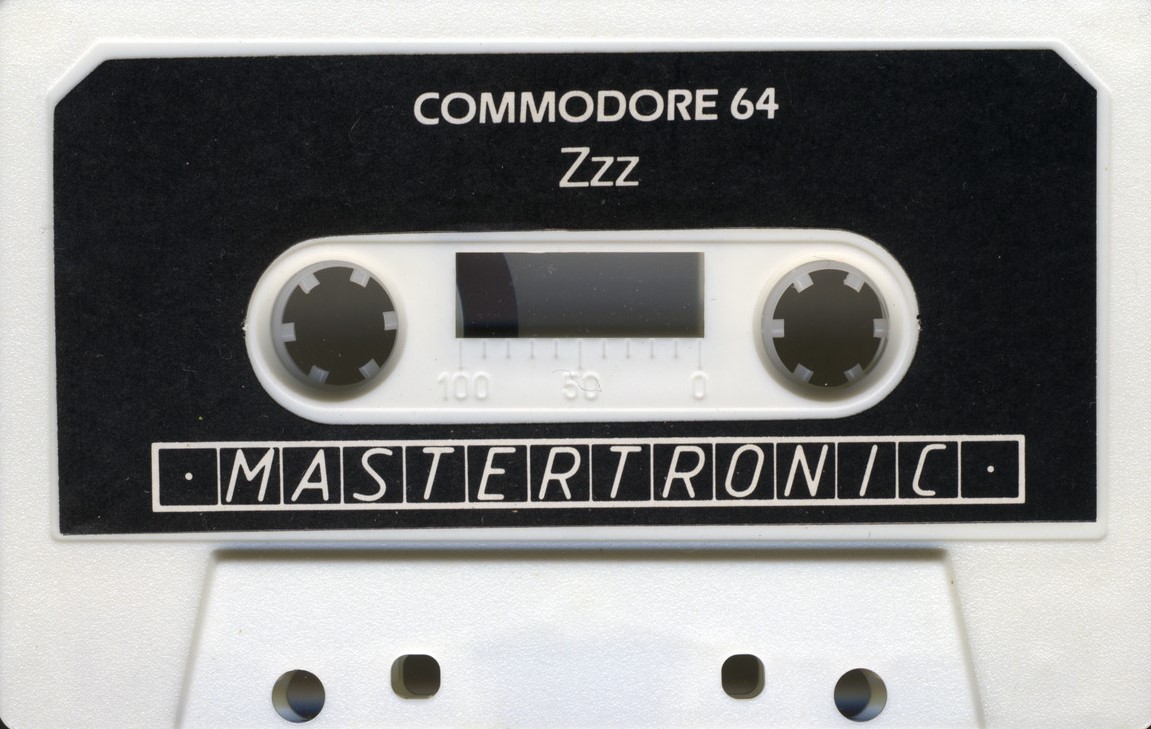 COMMODORE 64
Zzz
100 50 0
· MASTERTRONIC ·